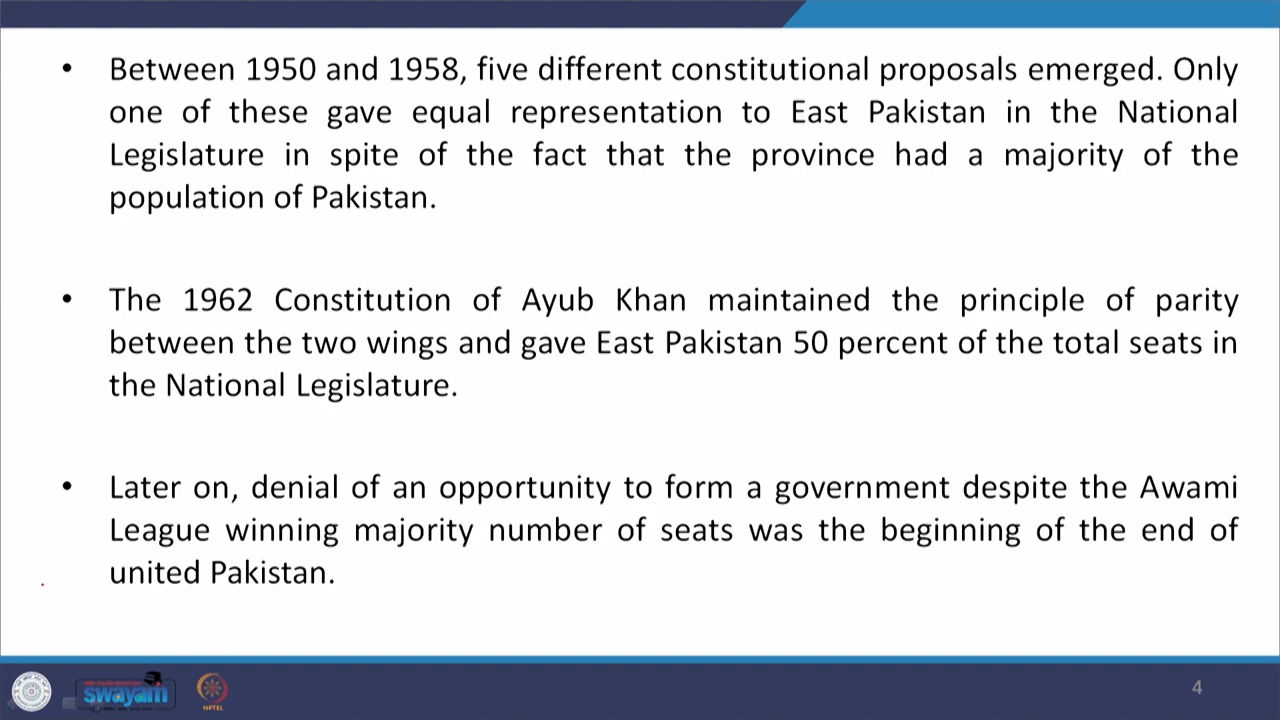 • Between 1950 and 1958, five different constitutional proposals emerged. Only
one of these gave equal representation to East Pakistan in the National
Legislature in spite of the fact that the province had a majority of the
population of Pakistan.
• The 1962 Constitution of Ayub Khan maintained the principle of parity
between the two wings and gave East Pakistan 50 percent of the total seats in
the National Legislature.
• Later on, denial of an opportunity to form a government despite the Awami
League winning majority number of seats was the beginning of the end of
united Pakistan.
swayam
NPTEL
4